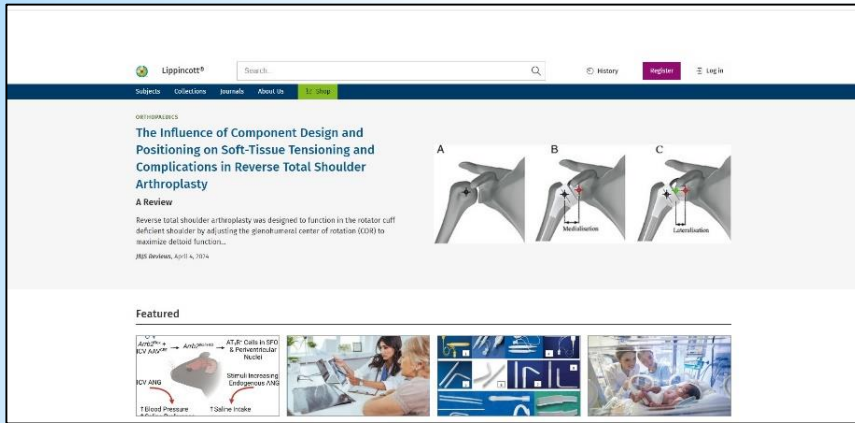 Lippincott®
Search.
History
Register
Log in
Subjects Collections Journals About Us Shop
ORTHOPAEDICS
The Influence of Component Design and
Positioning on Soft-Tissue Tensioning and
Complications in Reverse Total Shoulder
Arthroplasty
A Review
Reverse total shoulder arthroplasty was designed to function in the rotator cuff
deficient shoulder by adjusting the glenohumeral center of rotation (COR) to
maximize deltoid function...
JBJS Reviews, April 4, 2024
A B C
Medialisation
Lateralisation
Featured
ICV AAV
AT₁R⁺ Cells in SFO
& Periventricular
Nuclei
ICV ANG
Stimuli Increasing
Endogenous ANG
↑Blood Pressure
↑Saline Intake